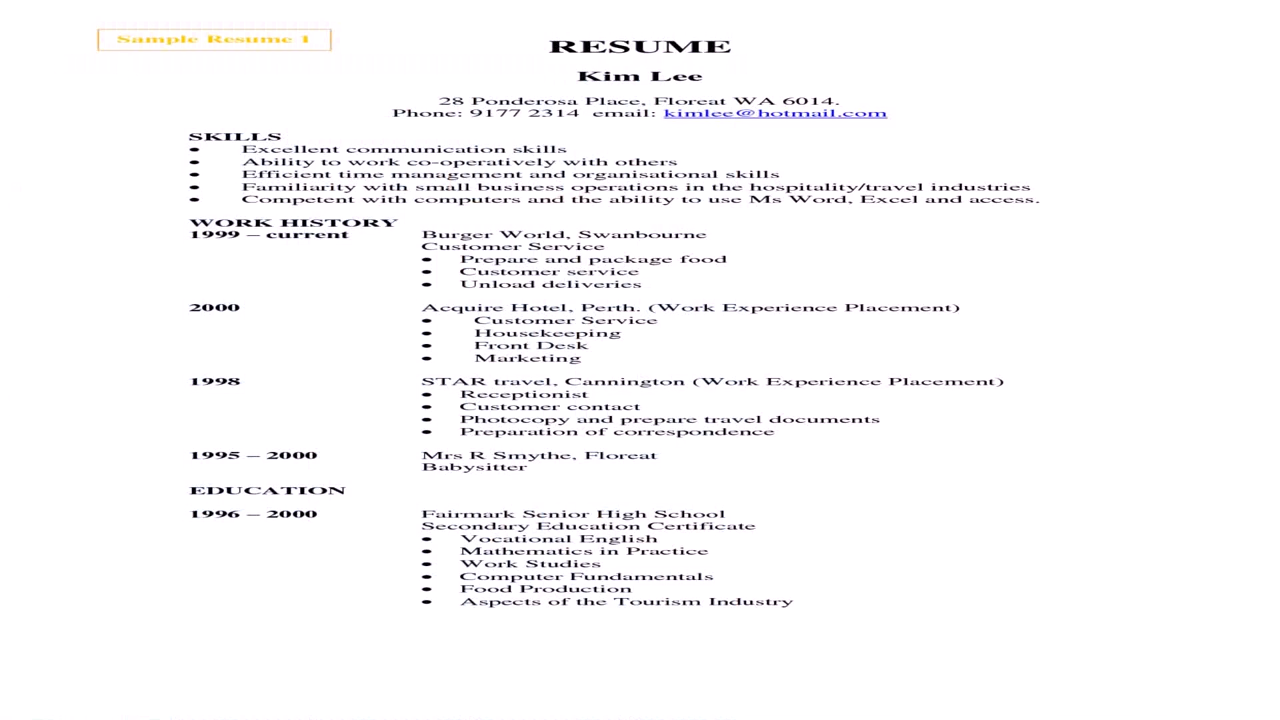 Sample Resume 1
RESUME
Kim Lee
28 Ponderosa Place, Floreat WA 6014.
Phone: 9177 2314 email: kimlee@hotmail.com
SKILLS
• Excellent communication skills
• Ability to work co-operatively with others
• Efficient time management and organisational skills
• Familiarity with small business operations in the hospitality/travel industries
• Competent with computers and the ability to use Ms Word, Excel and access.
WORK HISTORY
1999 – current Burger World, Swanbourne
Customer Service
• Prepare and package food
• Customer service
• Unload deliveries
2000 Acquire Hotel, Perth. (Work Experience Placement)
• Customer Service
• Housekeeping
• Front Desk
• Marketing
1998 STAR travel, Cannington (Work Experience Placement)
• Receptionist
• Customer contact
• Photocopy and prepare travel documents
• Preparation of correspondence
1995 – 2000 Mrs R Smythe, Floreat
Babysitter
EDUCATION
1996 – 2000 Fairmark Senior High School
Secondary Education Certificate
• Vocational English
• Mathematics in Practice
• Work Studies
• Computer Fundamentals
• Food Production
• Aspects of the Tourism Industry